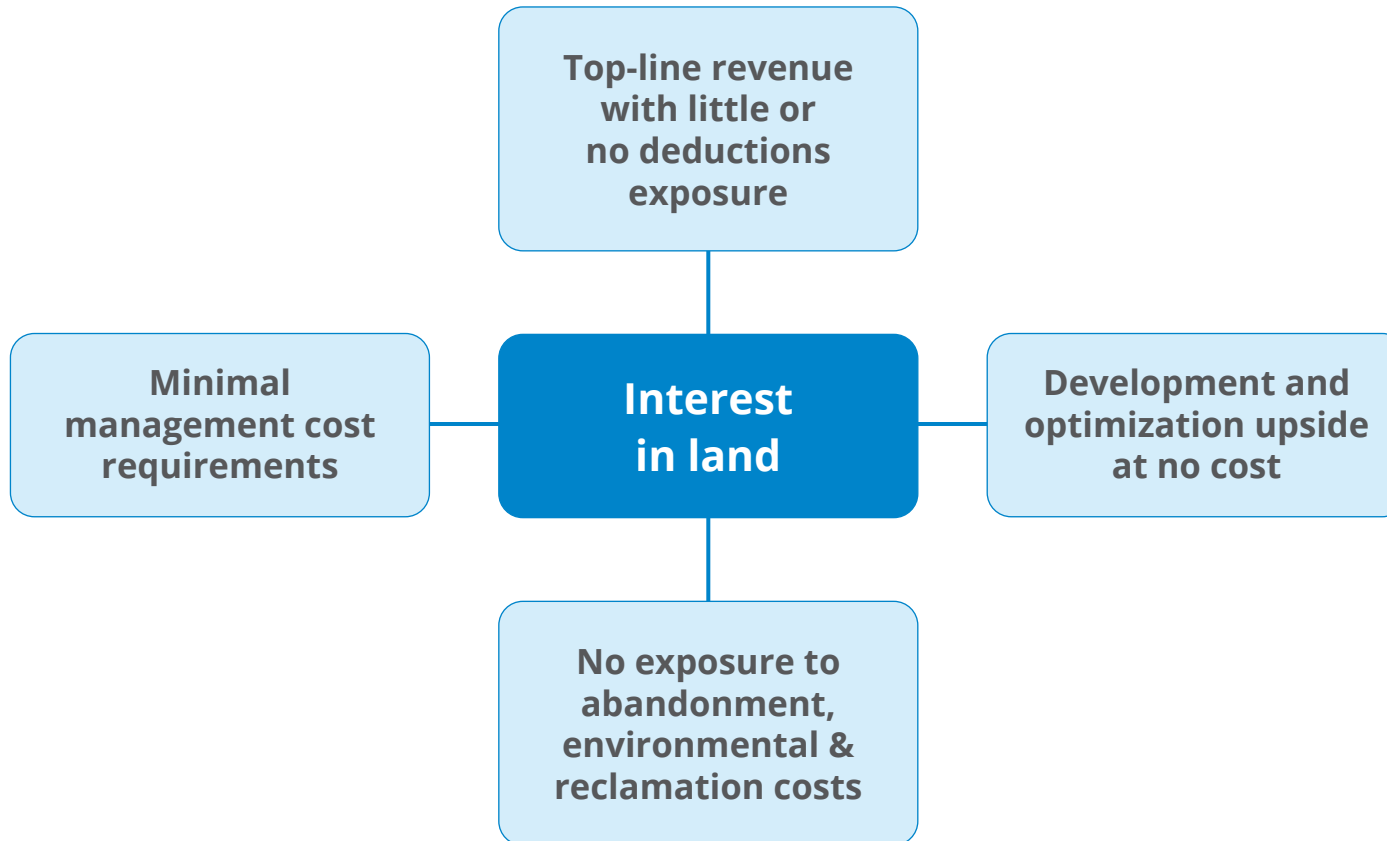 Top-line revenue
with little or
no deductions
exposure
Minimal
management cost
requirements
Interest
in land
Development and
optimization upside
at no cost
No exposure to
abandonment,
environmental &
reclamation costs